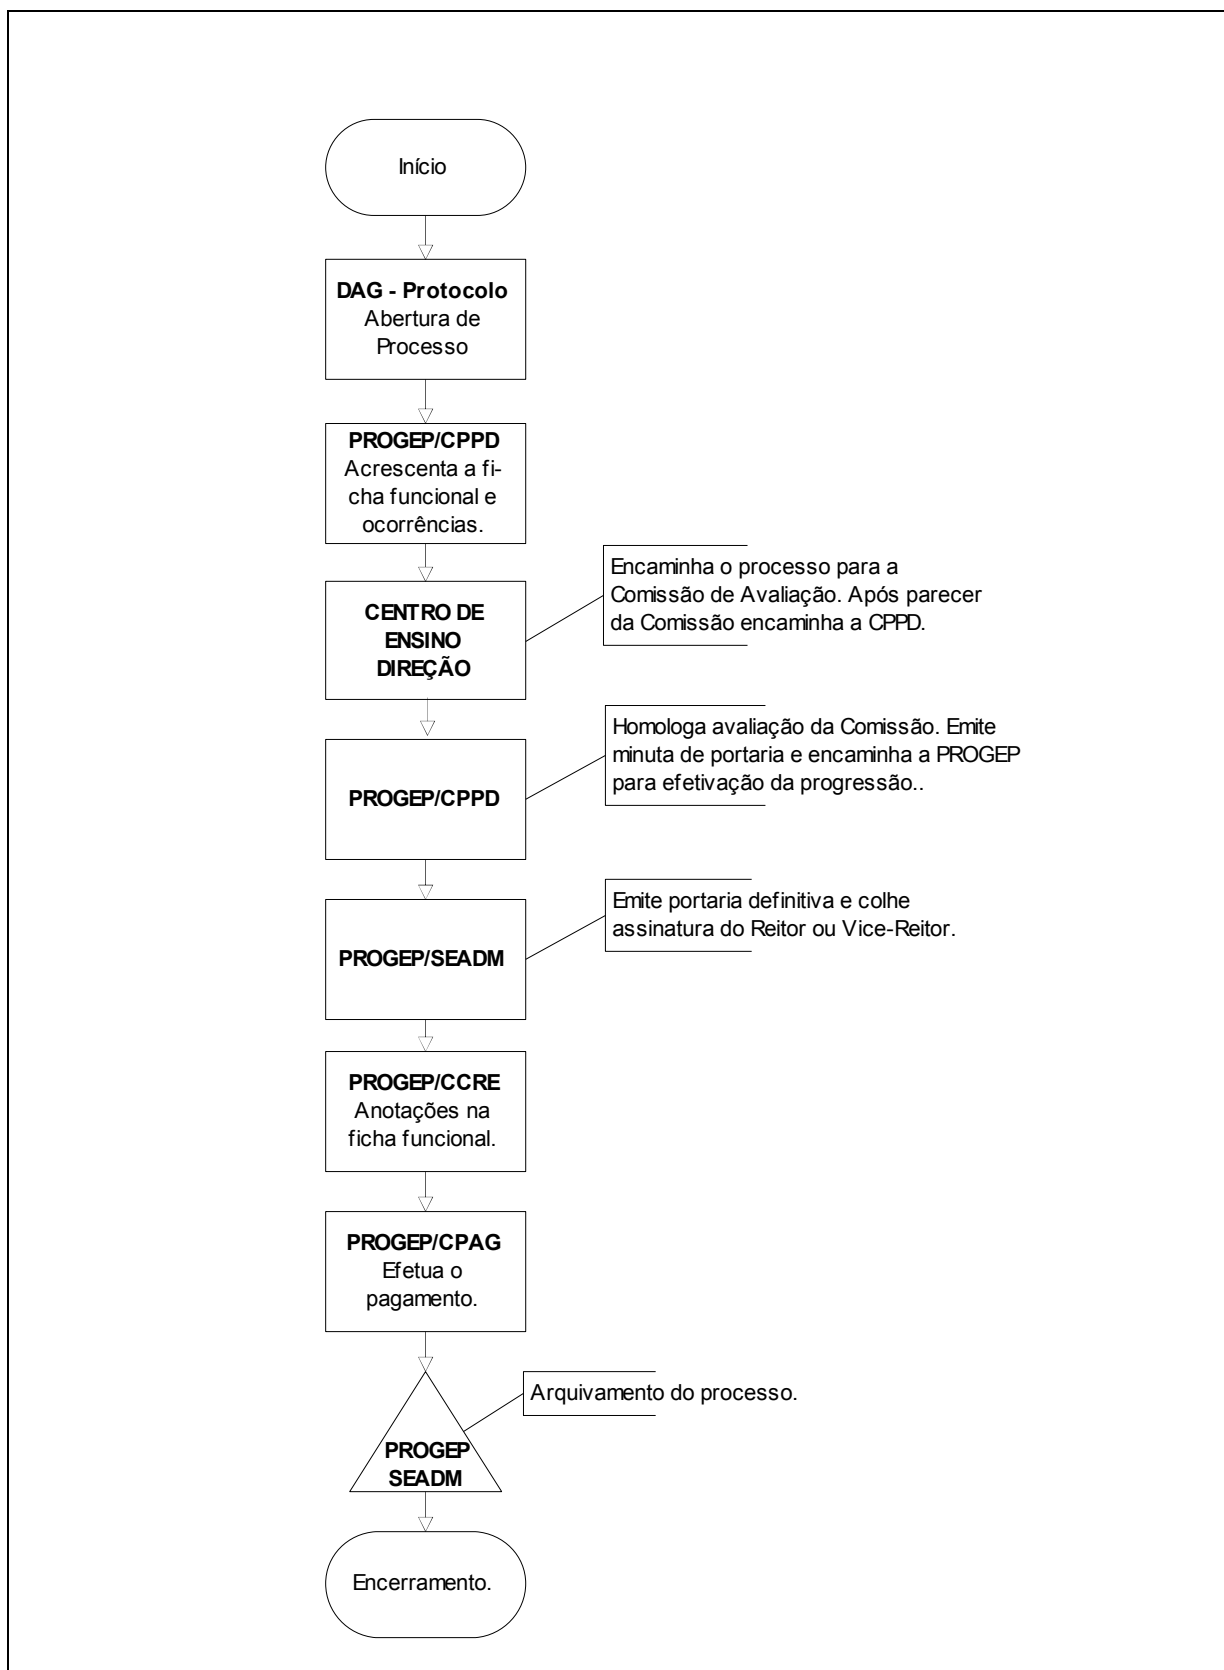 Início
DAG - Protocolo
Abertura de
Processo
PROGEP/CPPD
Acrescenta a fi-
cha funcional e
ocorrências.
CENTRO DE
ENSINO
DIREÇÃO
Encaminha o processo para a
Comissão de Avaliação. Após parecer
da Comissão encaminha a CPPD.
PROGEP/CPPD
Homologa avaliação da Comissão. Emite
minuta de portaria e encaminha a PROGEP
para efetivação da progressão..
PROGEP/SEADM
Emite portaria definitiva e colhe
assinatura do Reitor ou Vice-Reitor.
PROGEP/CCRE
Anotações na
ficha funcional.
PROGEP/CPAG
Efetua o
pagamento.
Arquivamento do processo.
PROGEP
SEADM
Encerramento.